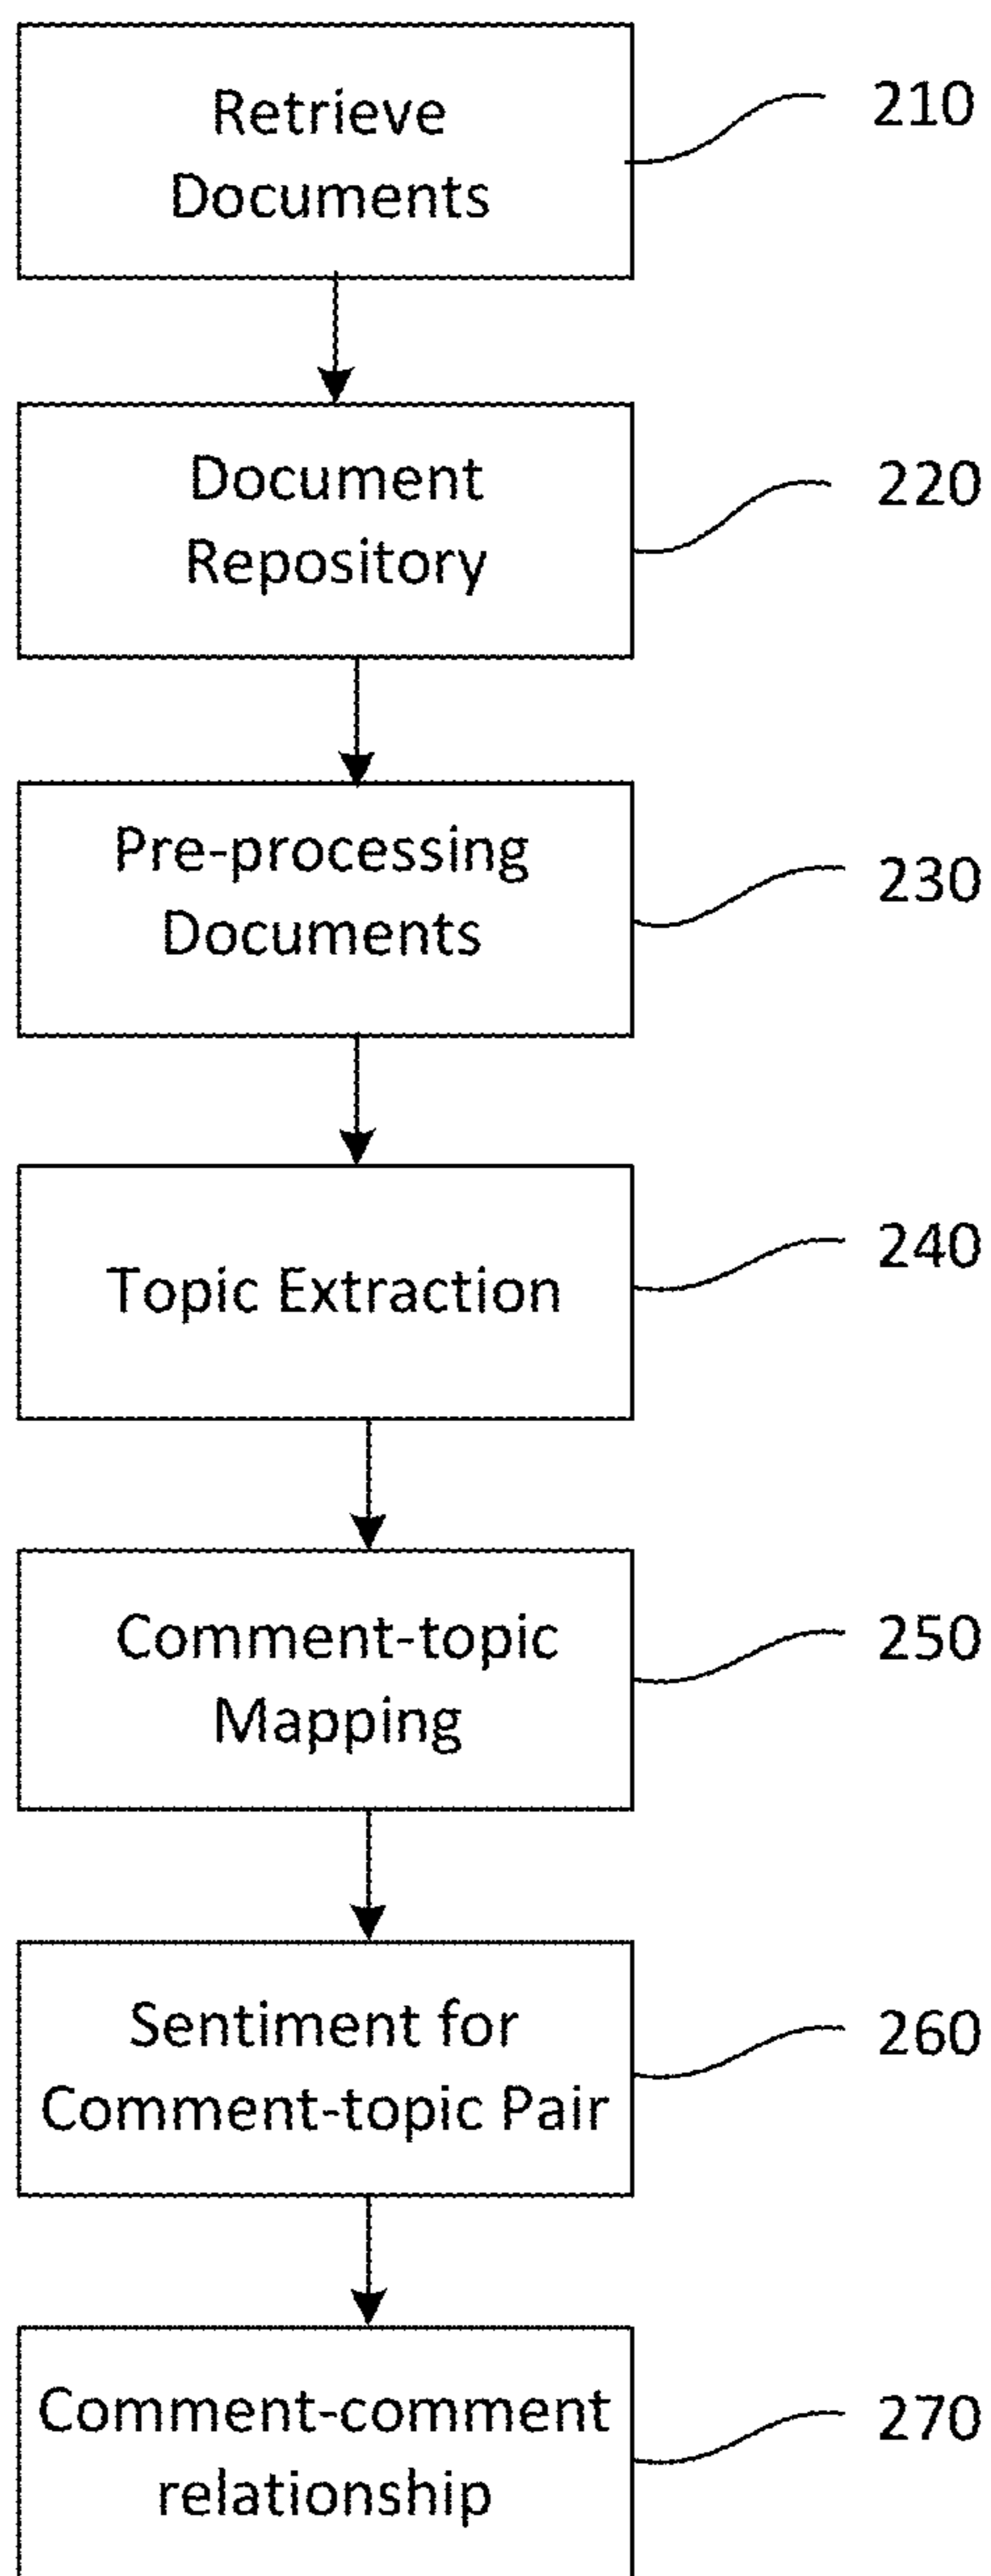 Retrieve
Documents
210
Document
Repository
220
Pre-processing
Documents
230
Topic Extraction
240
Comment-topic
Mapping
250
Sentiment for
Comment-topic Pair
260
Comment-comment
relationship
270